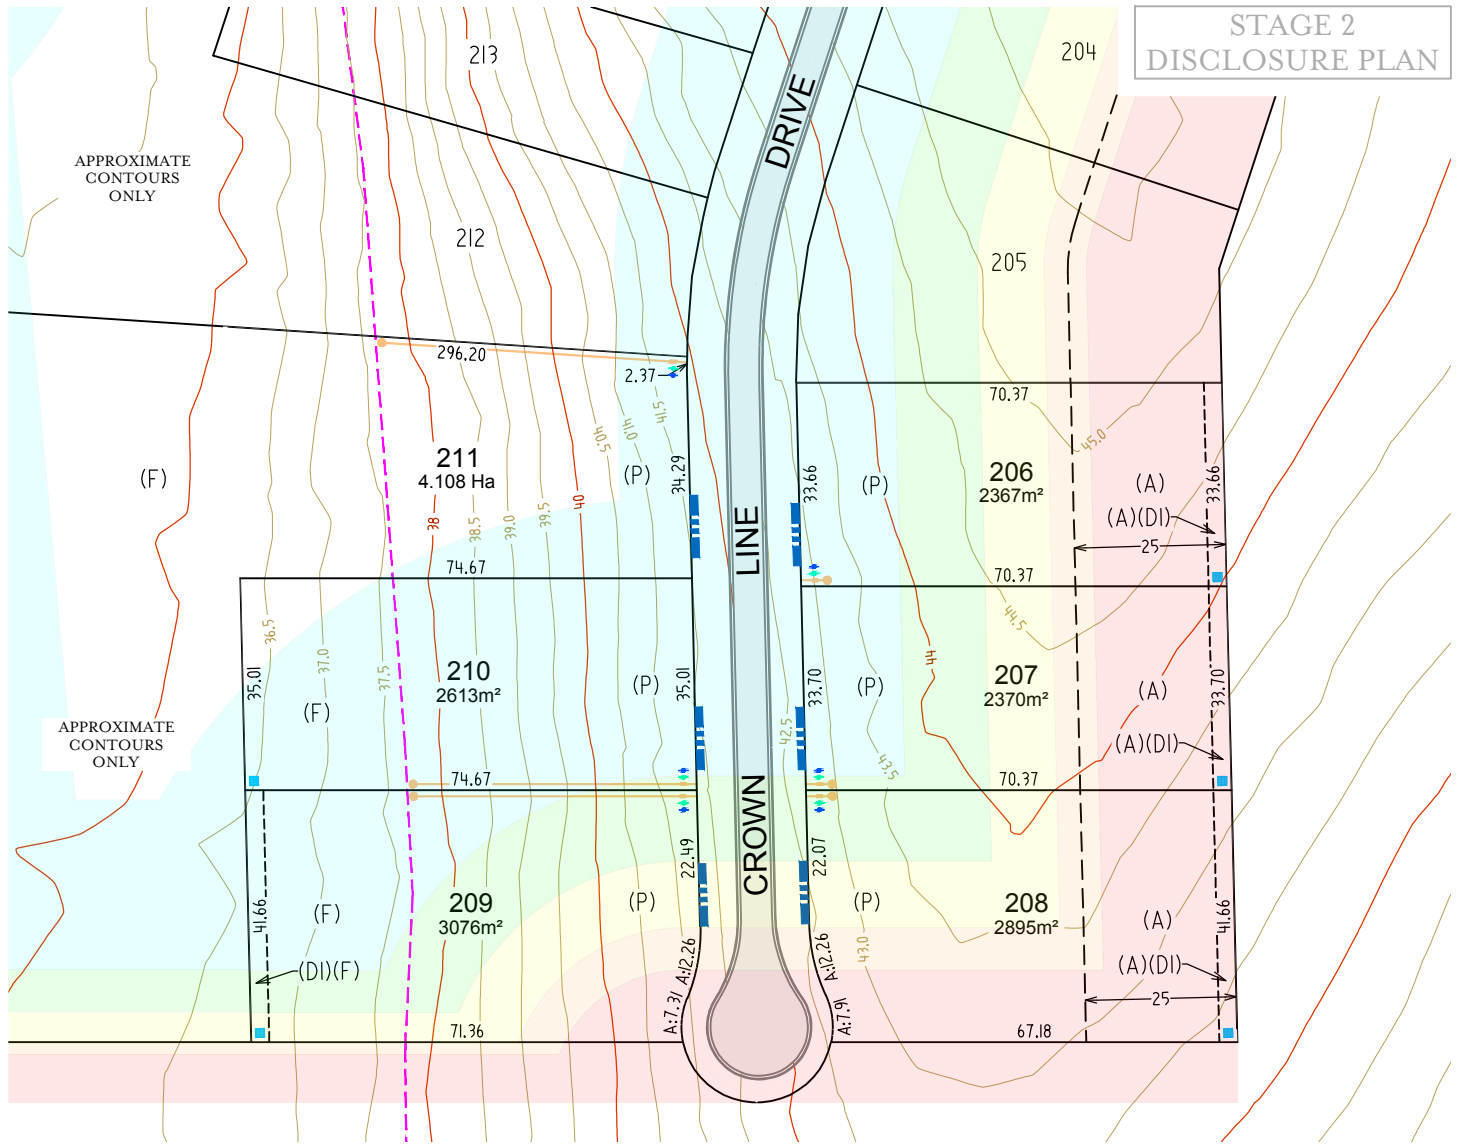 STAGE 2
DISCLOSURE PLAN
213
204
DRIVE
APPROXIMATE
CONTOURS
ONLY
212
205
296.20
2.37
70.37
41.5
41.0
40.5
45.0
211
4.108 Ha
(F)
(P)
34.29
33.66
(P)
206
2367m²
(A)
33.66
(A)(D1)
38
38.5
39.0
39.5
40
LINE
25
74.67
70.37
36.5
37.0
37.5
44.5
44
35.01
210
2613m²
(P)
35.01
33.70
(P)
207
2370m²
(A)
33.70
(F)
42.5
43.5
(A)(D1)
APPROXIMATE
CONTOURS
ONLY
74.67
70.37
CROWN
22.49
22.07
41.66
(F)
209
3076m²
(P)
(P)
208
2895m²
(A)
41.66
43.0
(D1)(F)
A:12.26
A:12.26
(A)(D1)
25
A:7.31
A:7.91
71.36
67.18